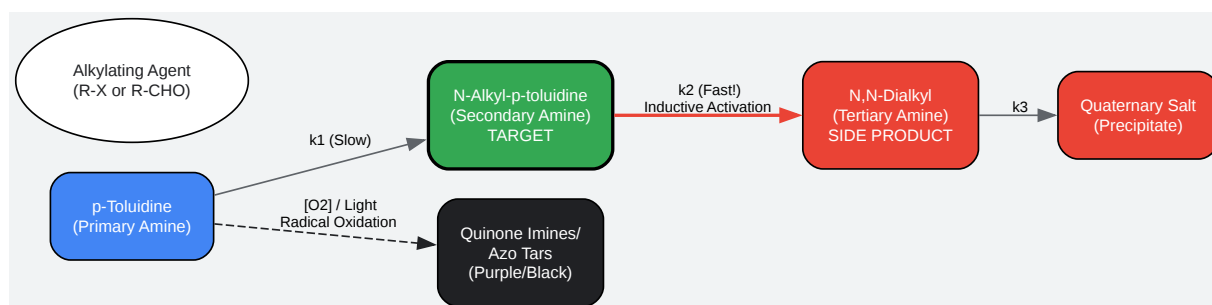 Alkylating Agent
(R-X or R-CHO)
p-Toluidine
(Primary Amine)
k1 (Slow)
[O2] / Light
Radical Oxidation
N-Alkyl-p-toluidine
(Secondary Amine)
TARGET
Quinone Imines/
Azo Tars
(Purple/Black)
k2 (Fast!)
Inductive Activation
N,N-Dialkyl
(Tertiary Amine)
SIDE PRODUCT
k3
Quaternary Salt
(Precipitate)